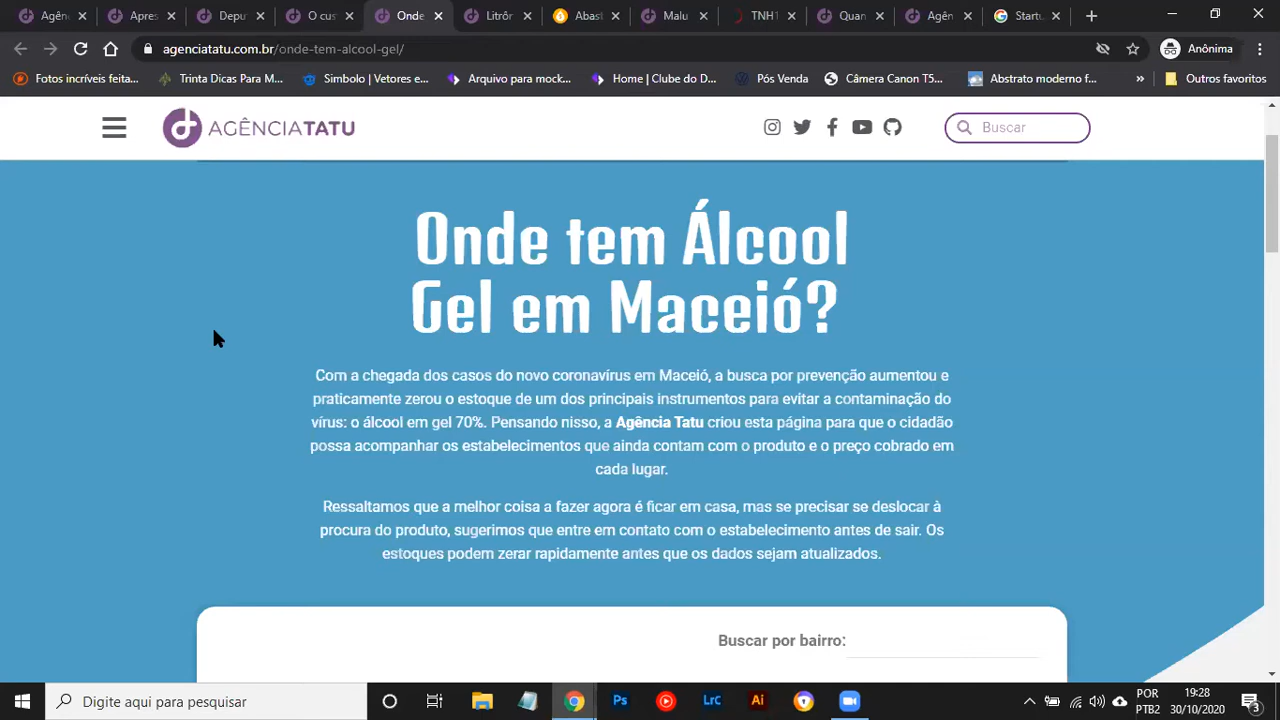 Agên
Apres
Depu
O cust
Onde
Litrôr
Abast
Malu
TNH1
Quan
Agên
Startu
agenciatatu.com.br/onde-tem-alcool-gel/
Anônima
Fotos incríveis feita...
Trinta Dicas Para M...
Simbolo | Vetores e...
Arquivo para mock...
Home | Clube do D...
Pós Venda
Câmera Canon T5...
Abstrato moderno f...
»
Outros favoritos
AGÊNCIATATU
Buscar
Onde tem Álcool
Gel em Maceió?
Com a chegada dos casos do novo coronavírus em Maceió, a busca por prevenção aumentou e
praticamente zerou o estoque de um dos principais instrumentos para evitar a contaminação do
vírus: o álcool em gel 70%. Pensando nisso, a Agência Tatu criou esta página para que o cidadão
possa acompanhar os estabelecimentos que ainda contam com o produto e o preço cobrado em
cada lugar.
Ressaltamos que a melhor coisa a fazer agora é ficar em casa, mas se precisar se deslocar à
procura do produto, sugerimos que entre em contato com o estabelecimento antes de sair. Os
estoques podem zerar rapidamente antes que os dados sejam atualizados.
Buscar por bairro:
Digite aqui para pesquisar
Ps
LrC
Ai
POR
PTB2
19:28
30/10/2020
3